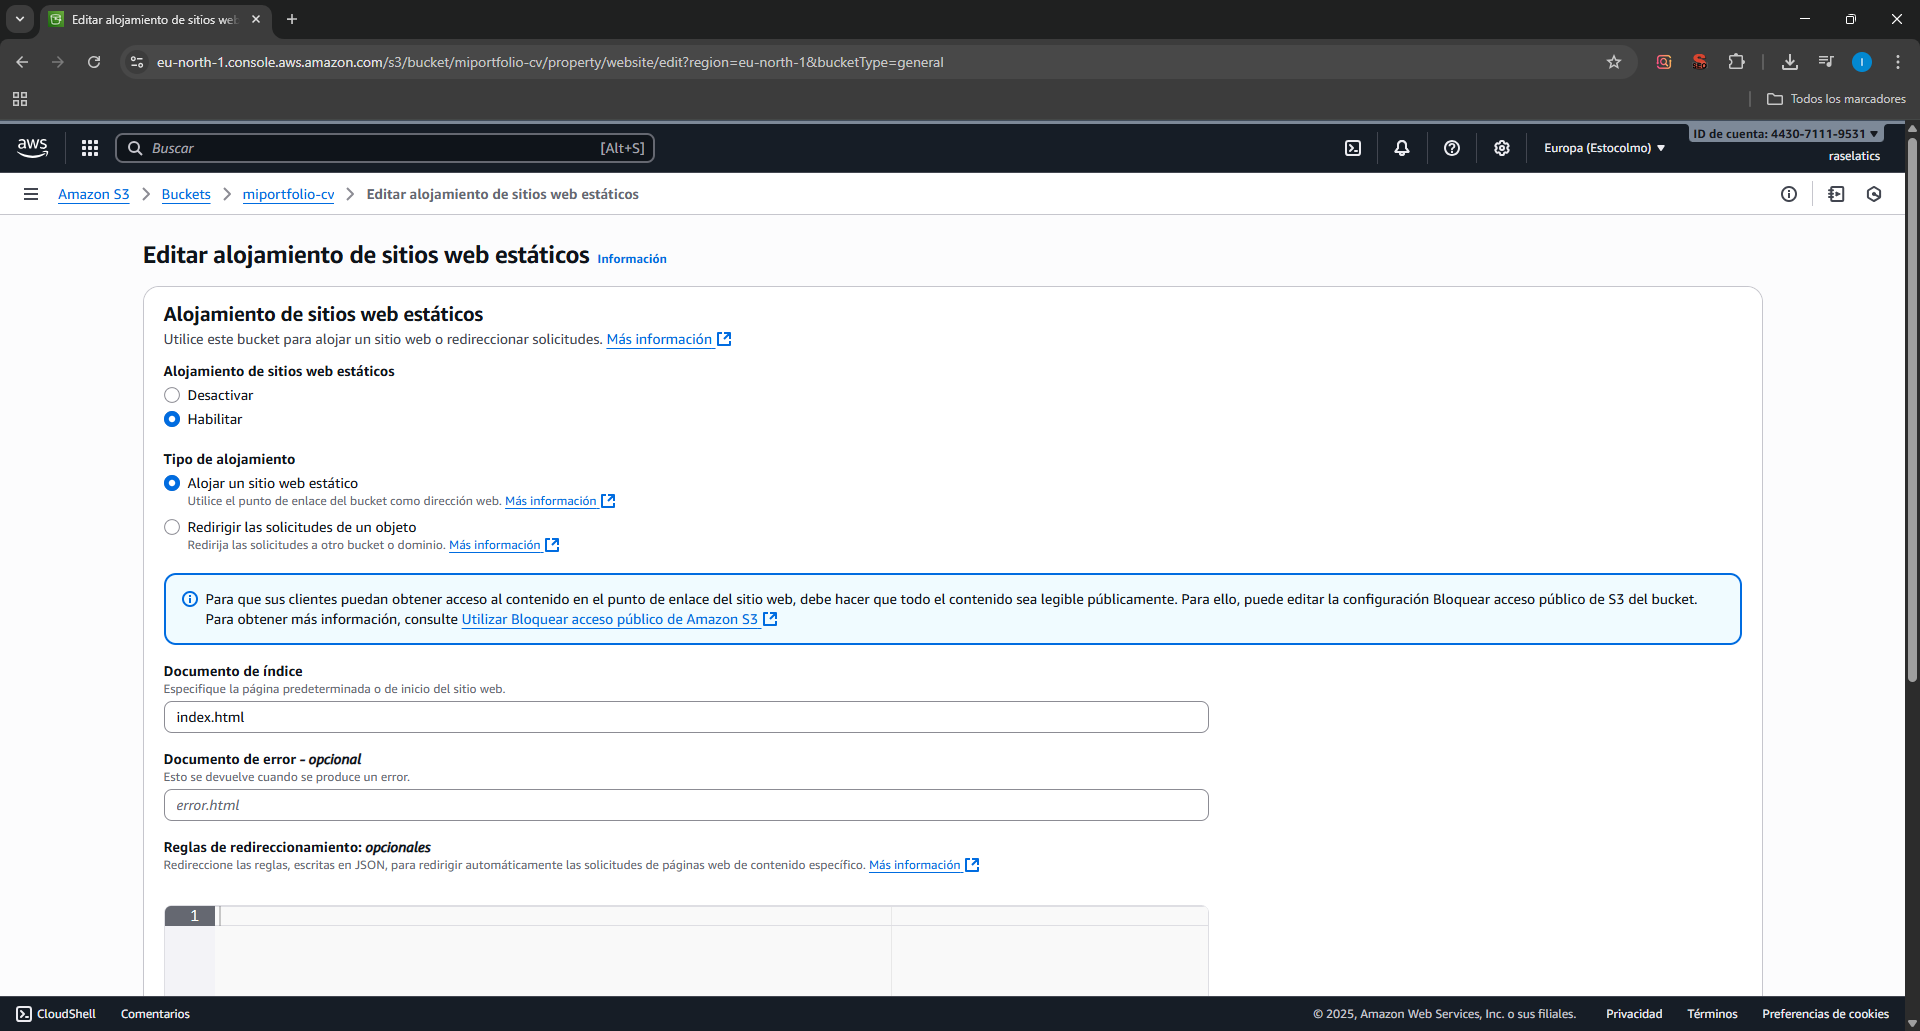 Editar alojamiento de sitios we
eu-north-1.console.aws.amazon.com/s3/bucket/miportfolio-cv/property/website/edit?region=eu-north-1&bucketType=general
SEO
I
Todos los marcadores
aws
Buscar
[Alt+S]
Europa (Estocolmo)
ID de cuenta: 4430-7111-9531
raselatics
Amazon S3
Buckets
miportfolio-cv
Editar alojamiento de sitios web estáticos
Editar alojamiento de sitios web estáticos Información
Alojamiento de sitios web estáticos
Utilice este bucket para alojar un sitio web o redireccionar solicitudes. Más información
Alojamiento de sitios web estáticos
Desactivar
Habilitar
Tipo de alojamiento
Alojar un sitio web estático
Utilice el punto de enlace del bucket como dirección web. Más información
Redirigir las solicitudes de un objeto
Redirija las solicitudes a otro bucket o dominio. Más información
Para que sus clientes puedan obtener acceso al contenido en el punto de enlace del sitio web, debe hacer que todo el contenido sea legible públicamente. Para ello, puede editar la configuración Bloquear acceso público de S3 del bucket.
Para obtener más información, consulte Utilizar Bloquear acceso público de Amazon S3
Documento de índice
Especifique la página predeterminada o de inicio del sitio web.
index.html
Documento de error - opcional
Esto se devuelve cuando se produce un error.
error.html
Reglas de redireccionamiento: opcionales
Redireccione las reglas, escritas en JSON, para redirigir automáticamente las solicitudes de páginas web de contenido específico. Más información
1
CloudShell
Comentarios
© 2025, Amazon Web Services, Inc. o sus filiales.
Privacidad
Términos
Preferencias de cookies